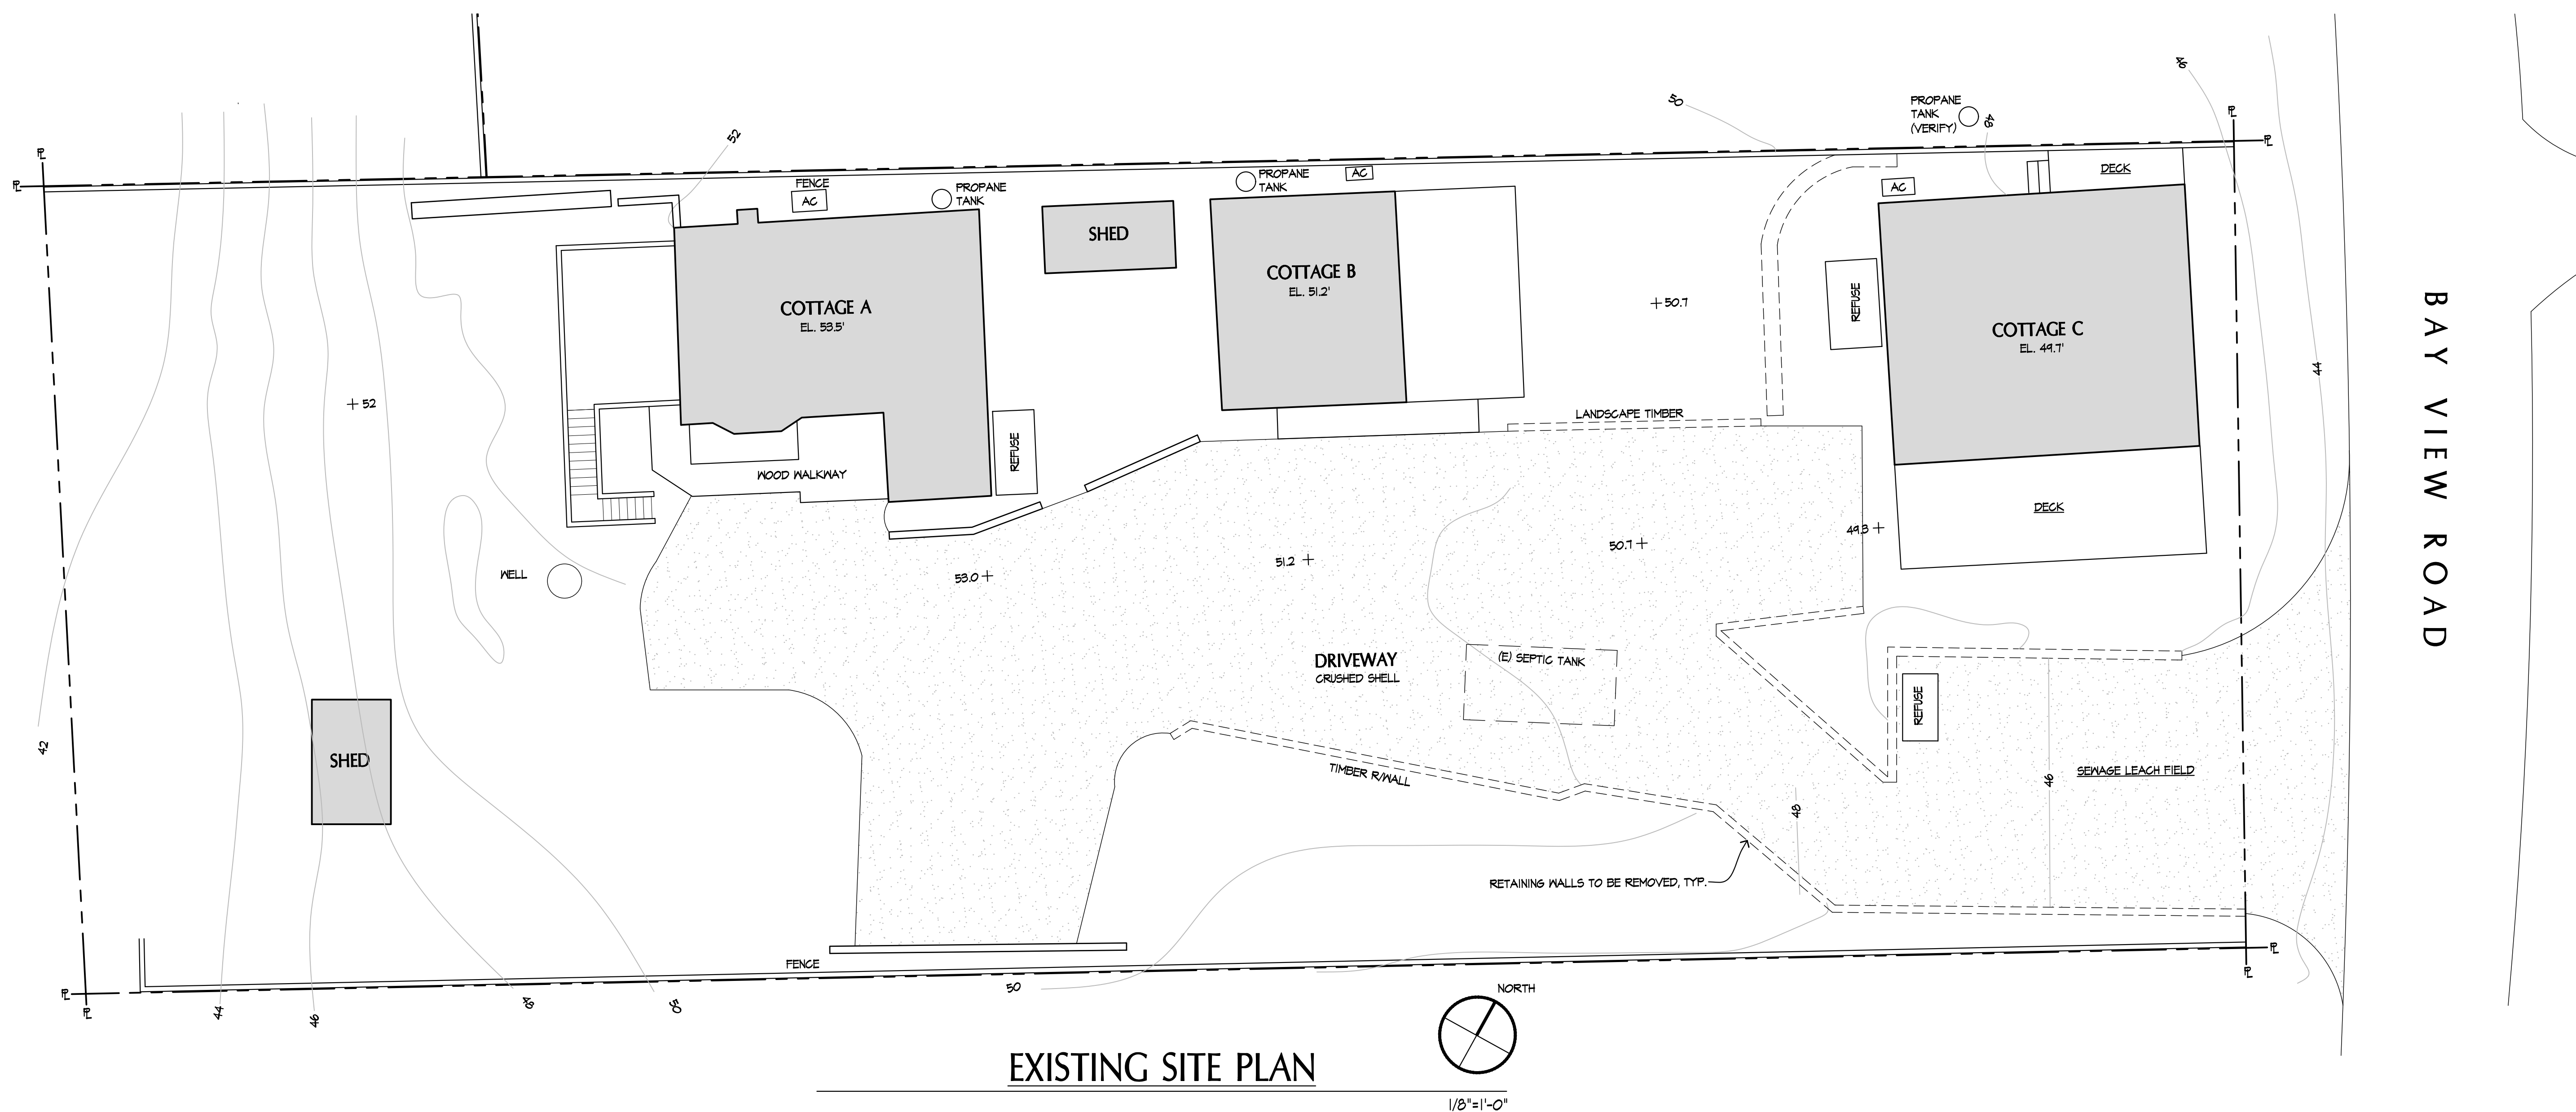 52
50
PROPANE
TANK
(VERIFY)
48
46
PL
PL
PL
PL
FENCE
AC
PROPANE
TANK
PROPANE
TANK
AC
AC
DECK
SHED
COTTAGE A
EL. 53.5'
COTTAGE B
EL. 51.2'
COTTAGE C
EL. 49.7'
50.7
REFUSE
44
BAY VIEW ROAD
52
LANDSCAPE TIMBER
REFUSE
WOOD WALKWAY
DECK
49.3
50.7
51.2
53.0
WELL
DRIVEWAY
CRUSHED SHELL
(E) SEPTIC TANK
REFUSE
42
SHED
TIMBER R/WALL
SEWAGE LEACH FIELD
46
48
RETAINING WALLS TO BE REMOVED, TYP.
FENCE
PL
PL
PL
PL
44
46
48
50
50
NORTH
EXISTING SITE PLAN
1/8"=1'-0"